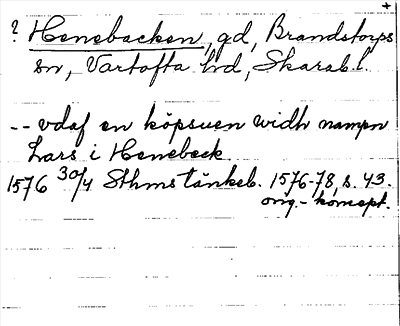 +
? Henebacken, gd, Brandstorps
sn, Vartofta hd, Skarab.l.
-- vdaf en köpsuen widh nampn
Lars i Henebeck.
1576 30/4 Sthms tänkeb. 1576-78, s. 43.
orig.-koncept.